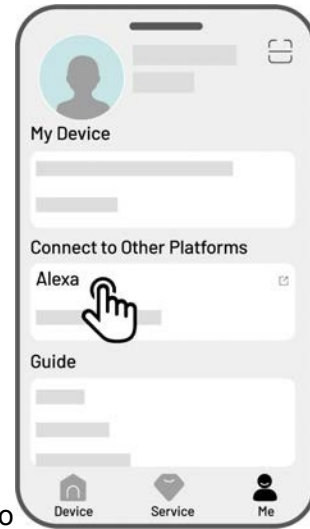 My Device
Connect to Other Platforms
Alexa
Guide
o
Device Service Me